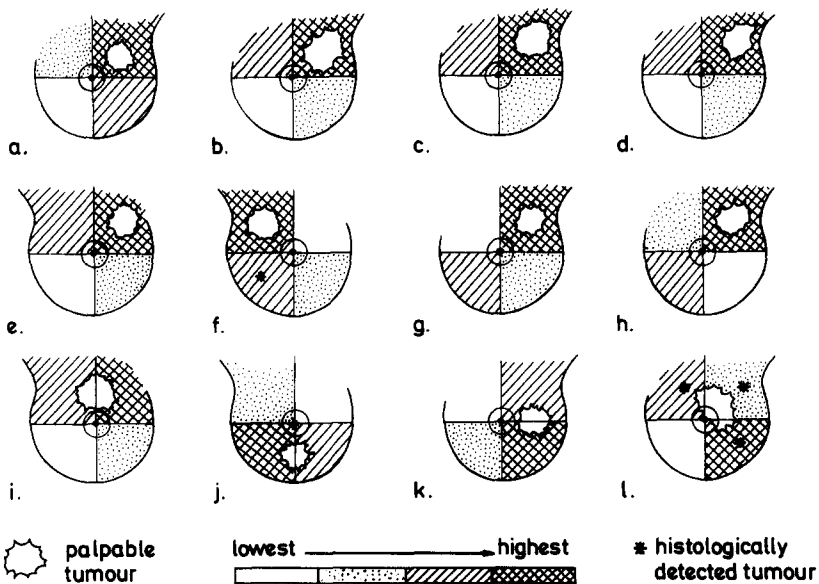 a.
b.
c.
d.
e.
f.
g.
h.
i.
j.
k.
l.
palpable
tumour
lowest
highest
* histologically
detected tumour